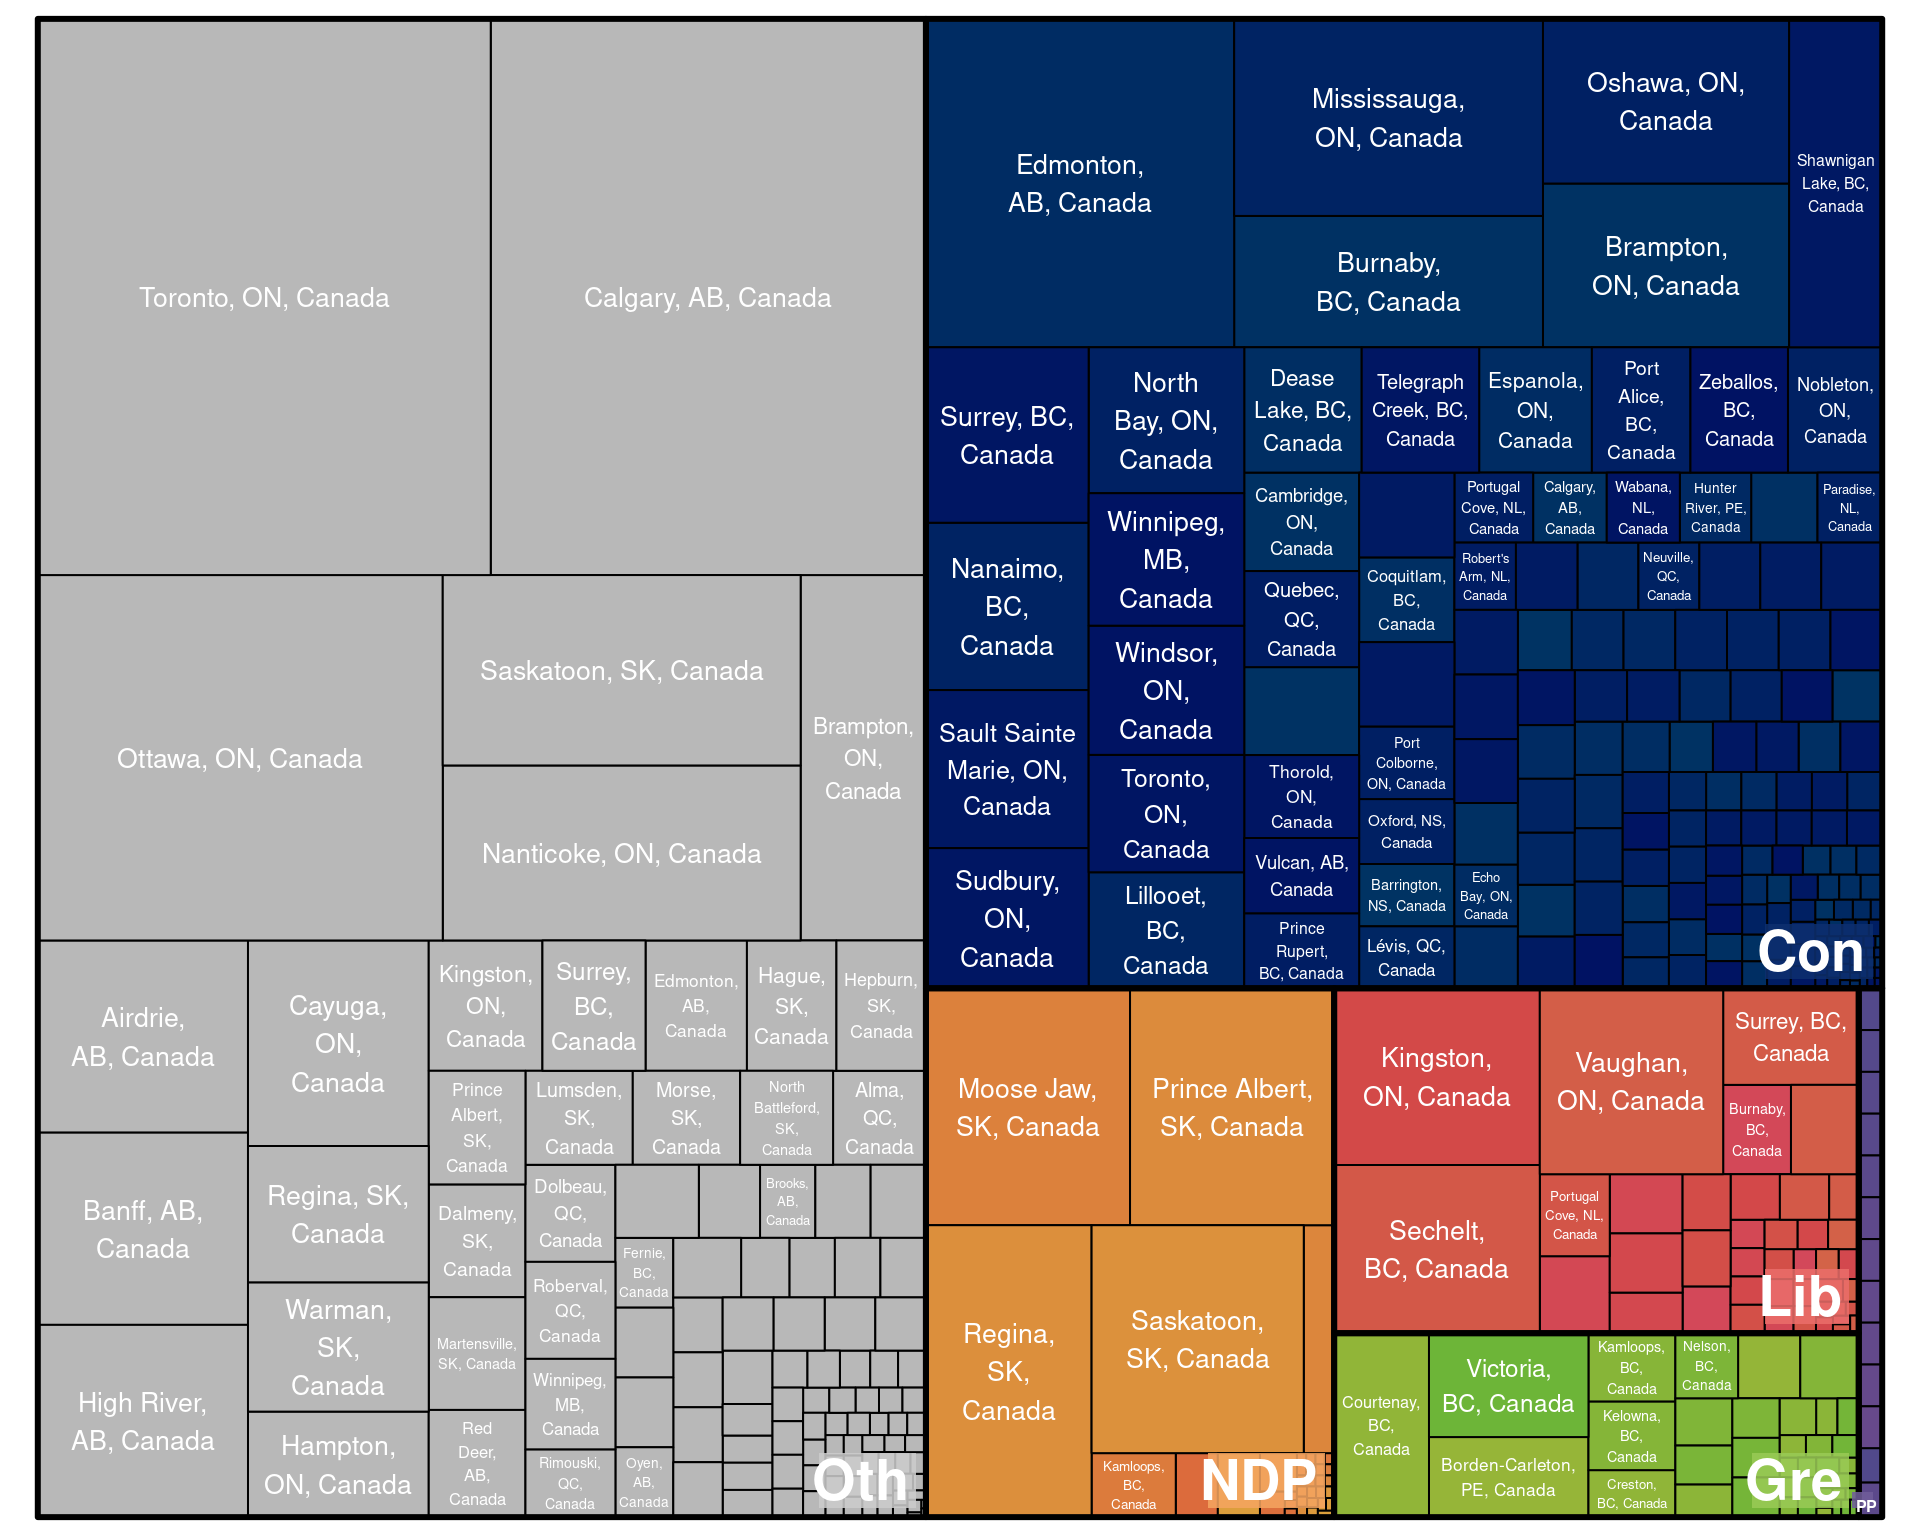 Toronto, ON, Canada
Calgary, AB, Canada
Ottawa, ON, Canada
Saskatoon, SK, Canada
Nanticoke, ON, Canada
Brampton,
ON,
Canada
Airdrie,
AB, Canada
Banff, AB,
Canada
High River,
AB, Canada
Cayuga,
ON,
Canada
Regina, SK,
Canada
Warman,
SK,
Canada
Hampton,
ON, Canada
Kingston,
ON,
Canada
Surrey,
BC,
Canada
Edmonton,
AB,
Canada
Hague,
SK,
Canada
Hepburn,
SK,
Canada
Prince
Albert,
SK,
Canada
Lumsden,
SK,
Canada
Morse,
SK,
Canada
North
Battleford,
SK,
Canada
Alma,
QC,
Canada
Dalmeny,
SK,
Canada
Martensville,
SK, Canada
Red
Deer,
AB,
Canada
Dolbeau,
QC,
Canada
Roberval,
QC,
Canada
Winnipeg,
MB,
Canada
Rimouski,
QC,
Canada
Brooks,
AB,
Canada
Fernie,
BC,
Canada
Oyen,
AB,
Canada
Oth
Edmonton,
AB, Canada
Mississauga,
ON, Canada
Burnaby,
BC, Canada
Oshawa, ON,
Canada
Brampton,
ON, Canada
Shawnigan
Lake, BC,
Canada
Surrey, BC,
Canada
Nanaimo,
BC,
Canada
Sault Sainte
Marie, ON,
Canada
Sudbury,
ON,
Canada
North
Bay, ON,
Canada
Winnipeg,
MB,
Canada
Windsor,
ON,
Canada
Toronto,
ON,
Canada
Lillooet,
BC,
Canada
Dease
Lake, BC,
Canada
Telegraph
Creek, BC,
Canada
Espanola,
ON,
Canada
Port
Alice,
BC,
Canada
Zeballos,
BC,
Canada
Nobleton,
ON,
Canada
Cambridge,
ON,
Canada
Quebec,
QC,
Canada
Thorold,
ON,
Canada
Vulcan, AB,
Canada
Prince
Rupert,
BC, Canada
Coquitlam,
BC,
Canada
Port
Colborne,
ON, Canada
Oxford, NS,
Canada
Barrington,
NS, Canada
Lévis, QC,
Canada
Portugal
Cove, NL,
Canada
Calgary,
AB,
Canada
Wabana,
NL,
Canada
Hunter
River, PE,
Canada
Paradise,
NL,
Canada
Robert's
Arm, NL,
Canada
Neuville,
QC,
Canada
Echo
Bay, ON,
Canada
Con
Moose Jaw,
SK, Canada
Prince Albert,
SK, Canada
Regina,
SK,
Canada
Saskatoon,
SK, Canada
Kamloops,
BC,
Canada
NDP
Kingston,
ON, Canada
Sechelt,
BC, Canada
Vaughan,
ON, Canada
Surrey, BC,
Canada
Burnaby,
BC,
Canada
Portugal
Cove, NL,
Canada
Lib
Courtenay,
BC,
Canada
Victoria,
BC, Canada
Borden-Carleton,
PE, Canada
Kamloops,
BC,
Canada
Kelowna,
BC,
Canada
Creston,
BC, Canada
Nelson,
BC,
Canada
Gre
PP